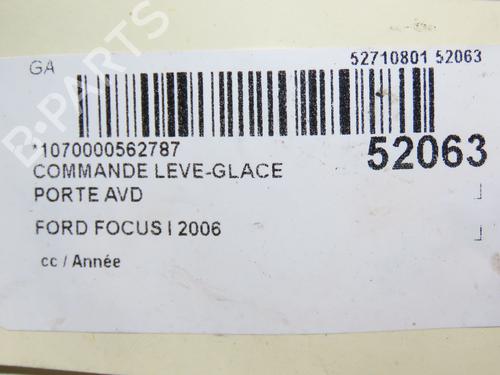 GA
52710801 52063
*1070000562787
52063
COMMANDE LEVE-GLACE
PORTE AVD
FORD FOCUS I 2006
cc / Année
B-PARTS